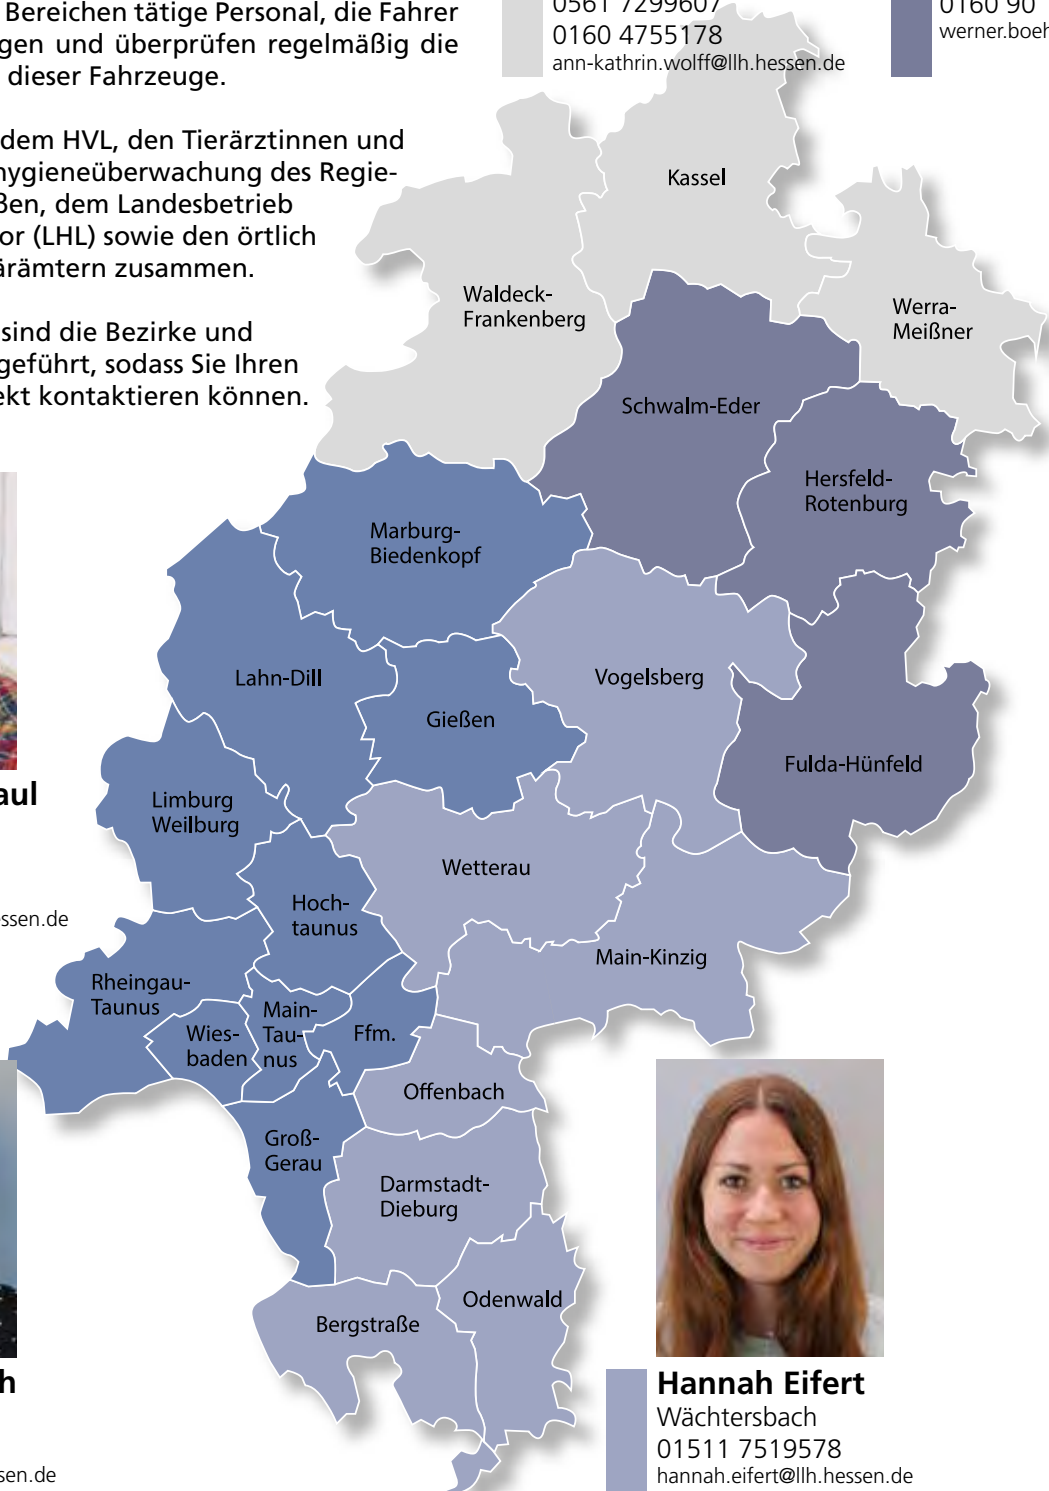 Bereichen tätige Personal, die Fahrer
gen und überprüfen regelmäßig die
dieser Fahrzeuge.
dem HVL, den Tierärztinnen und
hygieneüberwachung des Regie-
ßen, dem Landesbetrieb
or (LHL) sowie den örtlich
ärämtern zusammen.
sind die Bezirke und
geführt, sodass Sie Ihren
ekt kontaktieren können.
0561 7299607
0160 4755178
ann-kathrin.wolff@llh.hessen.de
0160 90
werner.boeh
Kassel
Waldeck-
Frankenberg
Werra-
Meißner
Schwalm-Eder
Hersfeld-
Rotenburg
Marburg-
Biedenkopf
Lahn-Dill
Gießen
Vogelsberg
Fulda-Hünfeld
Limburg
Weilburg
Wetterau
Hoch-
taunus
Main-Kinzig
Rheingau-
Taunus
Wies-
baden
Main-
Tau-
nus
Ffm.
Offenbach
Groß-
Gerau
Darmstadt-
Dieburg
Odenwald
Bergstraße
aul
essen.de
h
sen.de
Hannah Eifert
Wächtersbach
01511 7519578
hannah.eifert@llh.hessen.de